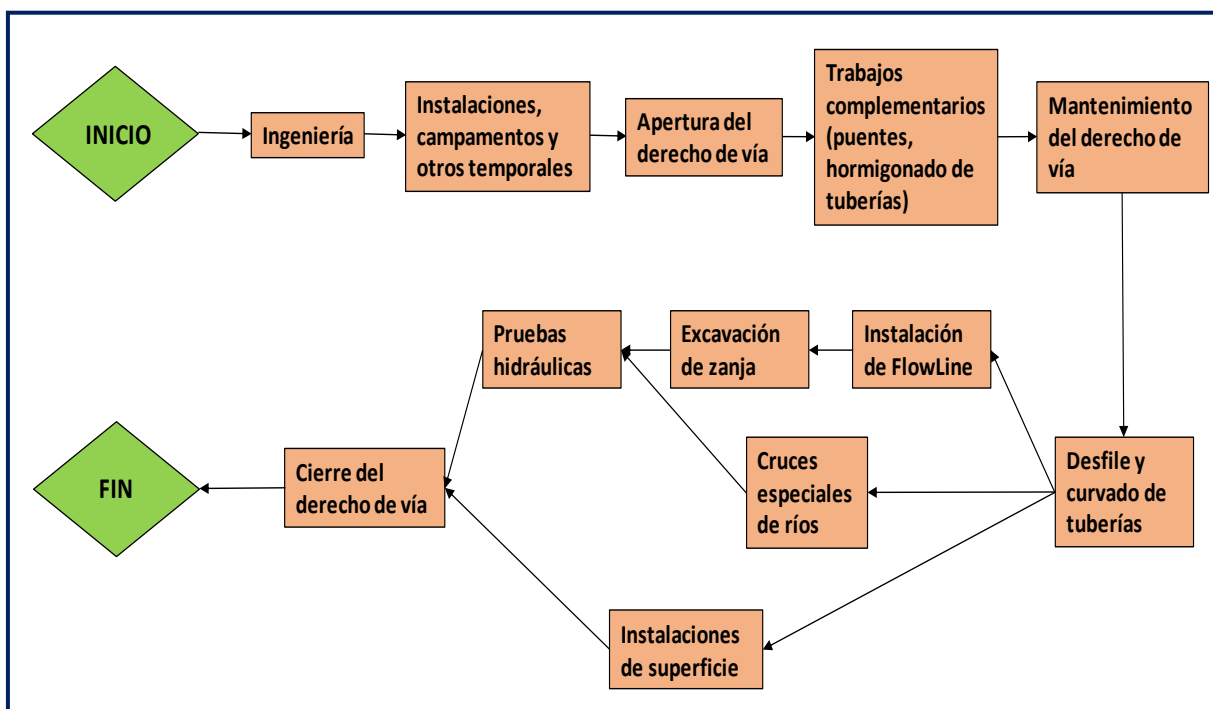 INICIO
Ingeniería
Instalaciones,
campamentos y
otros temporales
Apertura del
derecho de vía
Trabajos
complementarios
(puentes,
hormigonado de
tuberías)
Mantenimiento
del derecho de
vía
Pruebas
hidráulicas
Excavación
de zanja
Instalación
de FlowLine
FIN
Cierre del
derecho de vía
Cruces
especiales
de ríos
Desfile y
curvado de
tuberías
Instalaciones
de superficie